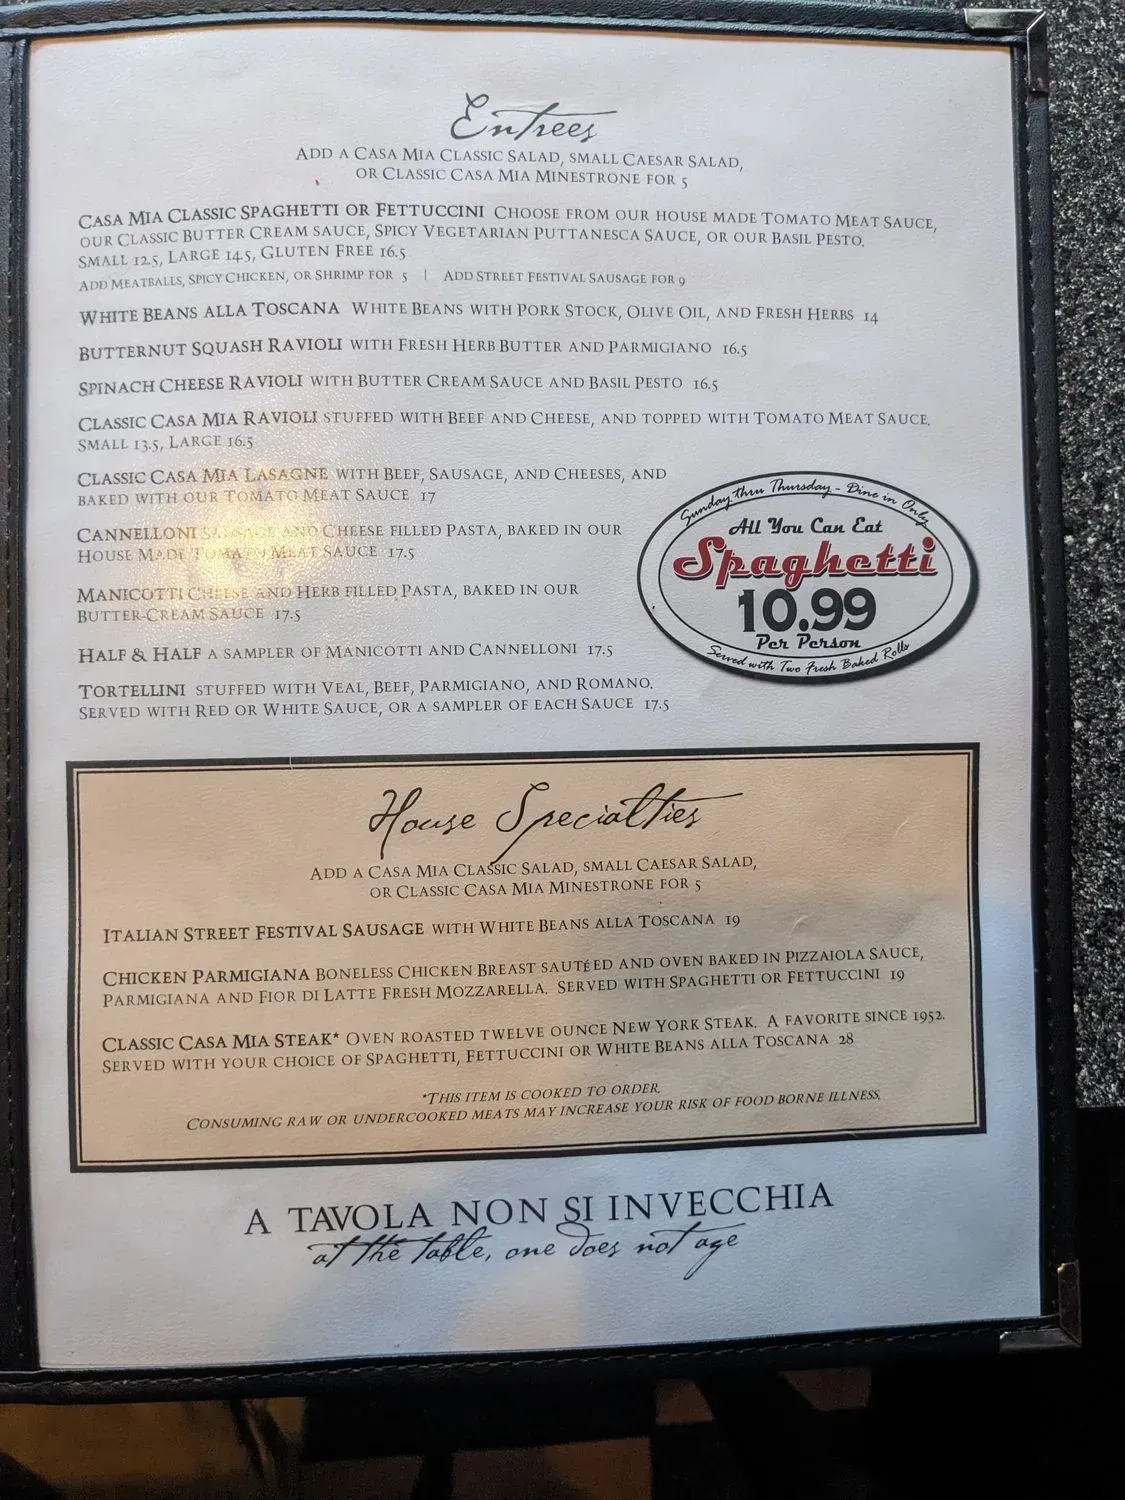 Entrees
ADD A CASA MIA CLASSIC SALAD, SMALL CAESAR SALAD,
OR CLASSIC CASA MIA MINESTRONE FOR 5
CASA MIA CLASSIC SPAGHETTI OR FETTUCCINI CHOOSE FROM OUR HOUSE MADE TOMATO MEAT SAUCE,
OUR CLASSIC BUTTER CREAM SAUCE, SPICY VEGETARIAN PUTTANESCA SAUCE, OR OUR BASIL PESTO.
SMALL 12.5, LARGE 14.5, GLUTEN FREE 16.5
ADD MEATBALLS, SPICY CHICKEN, OR SHRIMP FOR 5 | ADD STREET FESTIVAL SAUSAGE FOR 9
WHITE BEANS ALLA TOSCANA WHITE BEANS WITH PORK STOCK, OLIVE OIL, AND FRESH HERBS 14
BUTTERNUT SQUASH RAVIOLI WITH FRESH HERB BUTTER AND PARMIGIANO 16.5
SPINACH CHEESE RAVIOLI WITH BUTTER CREAM SAUCE AND BASIL PESTO 16.5
CLASSIC CASA MIA RAVIOLI STUFFED WITH BEEF AND CHEESE, AND TOPPED WITH TOMATO MEAT SAUCE.
SMALL 13.5, LARGE 16.5
CLASSIC CASA MIA LASAGNE WITH BEEF, SAUSAGE, AND CHEESES, AND
BAKED WITH OUR TOMATO MEAT SAUCE 17
CANNELLONI SAUSAGE AND CHEESE FILLED PASTA, BAKED IN OUR
HOUSE MADE TOMATO MEAT SAUCE 17.5
MANICOTTI CHEESE AND HERB FILLED PASTA, BAKED IN OUR
BUTTER CREAM SAUCE 17.5
HALF & HALF A SAMPLER OF MANICOTTI AND CANNELLONI 17.5
TORTELLINI STUFFED WITH VEAL, BEEF, PARMIGIANO, AND ROMANO.
SERVED WITH RED OR WHITE SAUCE, OR A SAMPLER OF EACH SAUCE 17.5
Sunday thru Thursday - Dine in Only
All You Can Eat
Spaghetti
10.99
Per Person
Served with Two Fresh Baked Rolls
House Specialties
ADD A CASA MIA CLASSIC SALAD, SMALL CAESAR SALAD,
OR CLASSIC CASA MIA MINESTRONE FOR 5
ITALIAN STREET FESTIVAL SAUSAGE WITH WHITE BEANS ALLA TOSCANA 19
CHICKEN PARMIGIANA BONELESS CHICKEN BREAST SAUTÉED AND OVEN BAKED IN PIZZAIOLA SAUCE,
PARMIGIANA AND FIOR DI LATTE FRESH MOZZARELLA. SERVED WITH SPAGHETTI OR FETTUCCINI 19
CLASSIC CASA MIA STEAK* OVEN ROASTED TWELVE OUNCE NEW YORK STEAK. A FAVORITE SINCE 1952.
SERVED WITH YOUR CHOICE OF SPAGHETTI, FETTUCCINI OR WHITE BEANS ALLA TOSCANA 28
*THIS ITEM IS COOKED TO ORDER.
CONSUMING RAW OR UNDERCOOKED MEATS MAY INCREASE YOUR RISK OF FOOD BORNE ILLNESS.
A TAVOLA NON SI INVECCHIA
at the table, one does not age